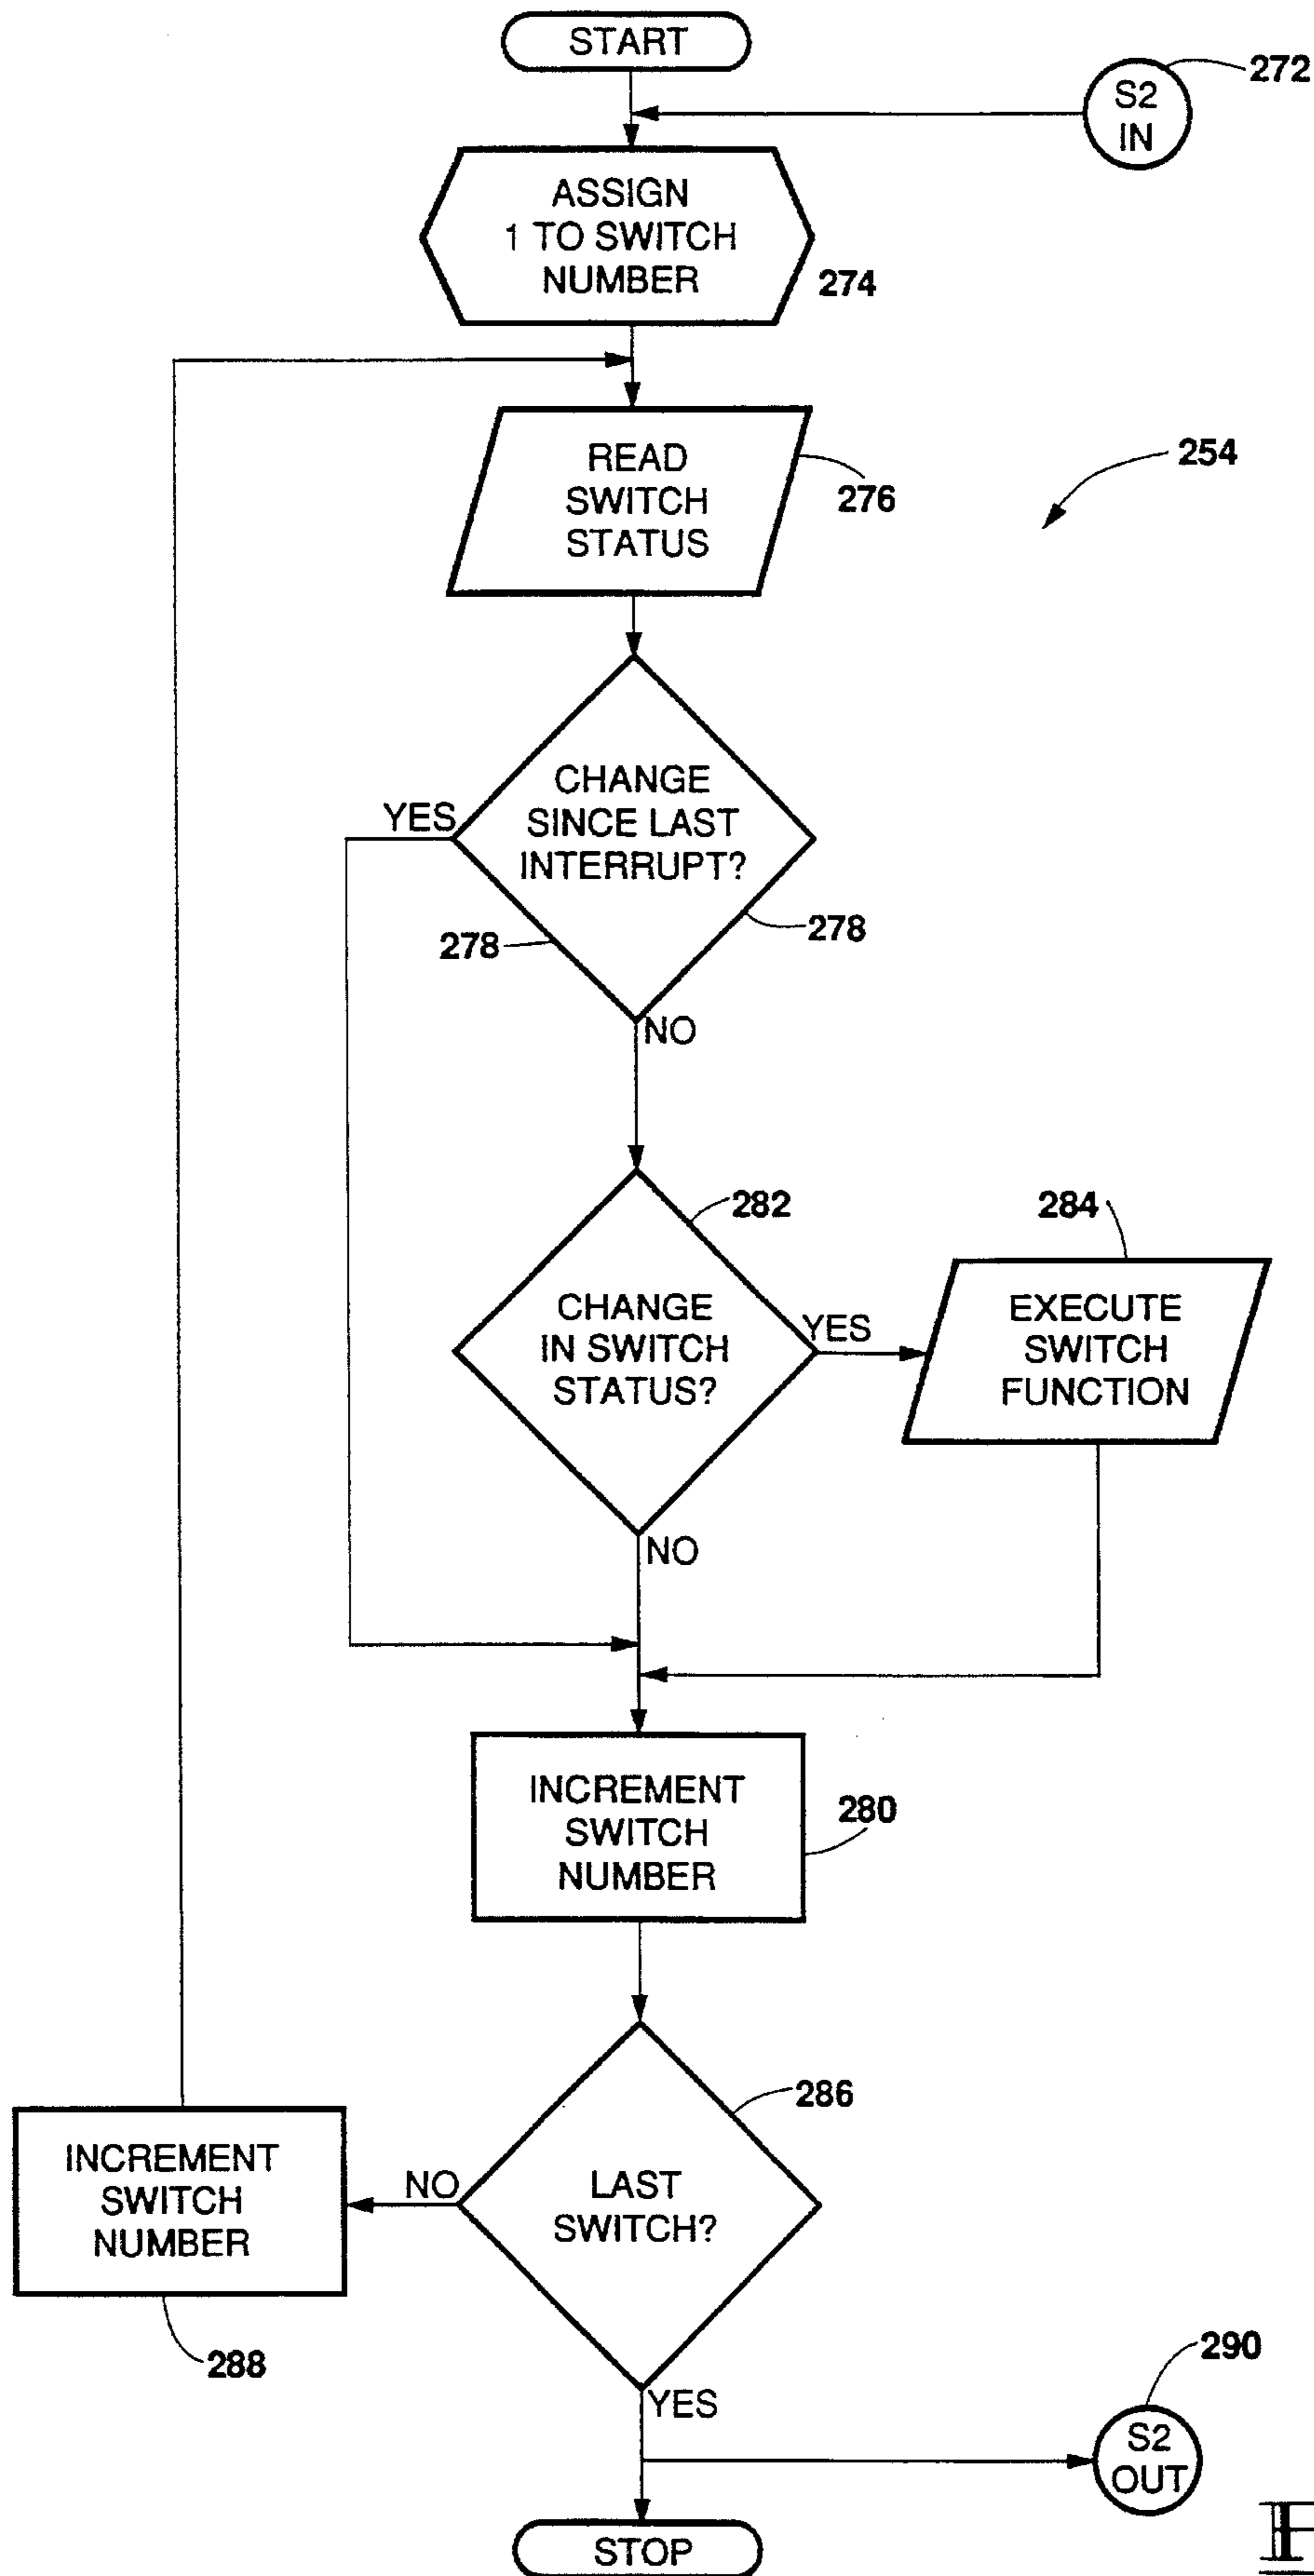 START
S2
IN
272
ASSIGN
1 TO SWITCH
NUMBER
274
READ
SWITCH
STATUS
276
254
CHANGE
SINCE LAST
INTERRUPT?
YES
278
278
NO
282
284
CHANGE
IN SWITCH
STATUS?
YES
EXECUTE
SWITCH
FUNCTION
NO
INCREMENT
SWITCH
NUMBER
280
286
LAST
SWITCH?
NO
INCREMENT
SWITCH
NUMBER
288
YES
290
S2
OUT
STOP